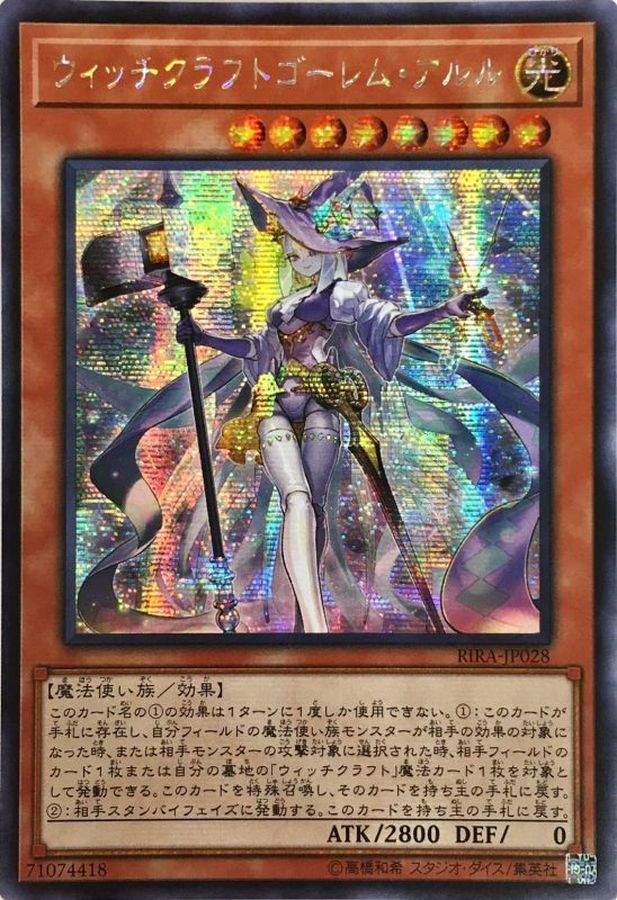 ウィッチクラフトゴーレム・アルル
光
RIRA-JP028
【魔法使い族／効果】
このカード名の①の効果は１ターンに１度しか使用できない。①：このカードが
手札に存在し、自分フィールドの魔法使い族モンスターが相手の効果の対象に
なった時、または相手モンスターの攻撃対象に選択された時、相手フィールドの
カード１枚または自分の墓地の「ウィッチクラフト」魔法カード１枚を対象と
して発動できる。このカードを特殊召喚し、そのカードを持ち主の手札に戻す。
②：相手スタンバイフェイズに発動する。このカードを持ち主の手札に戻す。
ATK/2800 DEF/ 0
71074418 ©高橋和希 スタジオ・ダイス/集英社